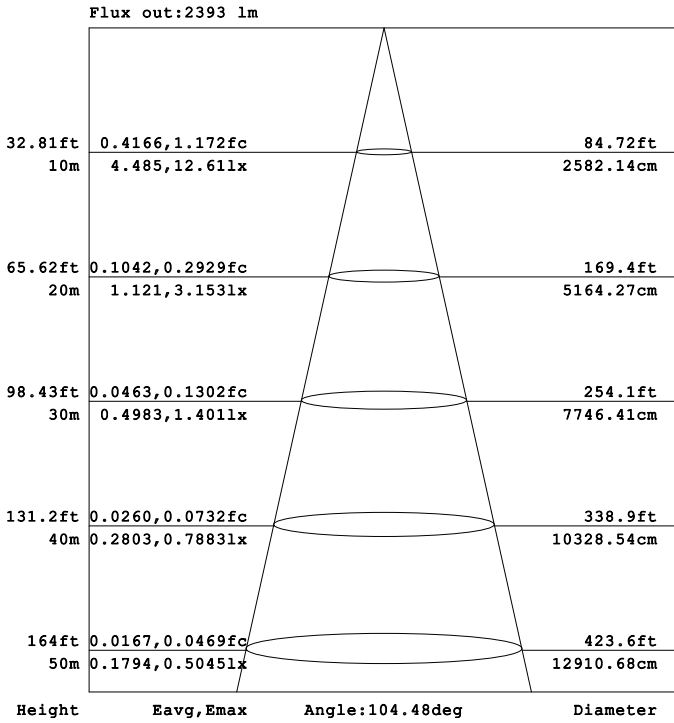 Flux out:2393 lm
32.81ft 0.4166,1.172fc 84.72ft
10m 4.485,12.61lx 2582.14cm
65.62ft 0.1042,0.2929fc 169.4ft
20m 1.121,3.153lx 5164.27cm
98.43ft 0.0463,0.1302fc 254.1ft
30m 0.4983,1.401lx 7746.41cm
131.2ft 0.0260,0.0732fc 338.9ft
40m 0.2803,0.7883lx 10328.54cm
164ft 0.0167,0.0469fc 423.6ft
50m 0.1794,0.5045lx 12910.68cm
Height Eavg,Emax Angle:104.48deg Diameter